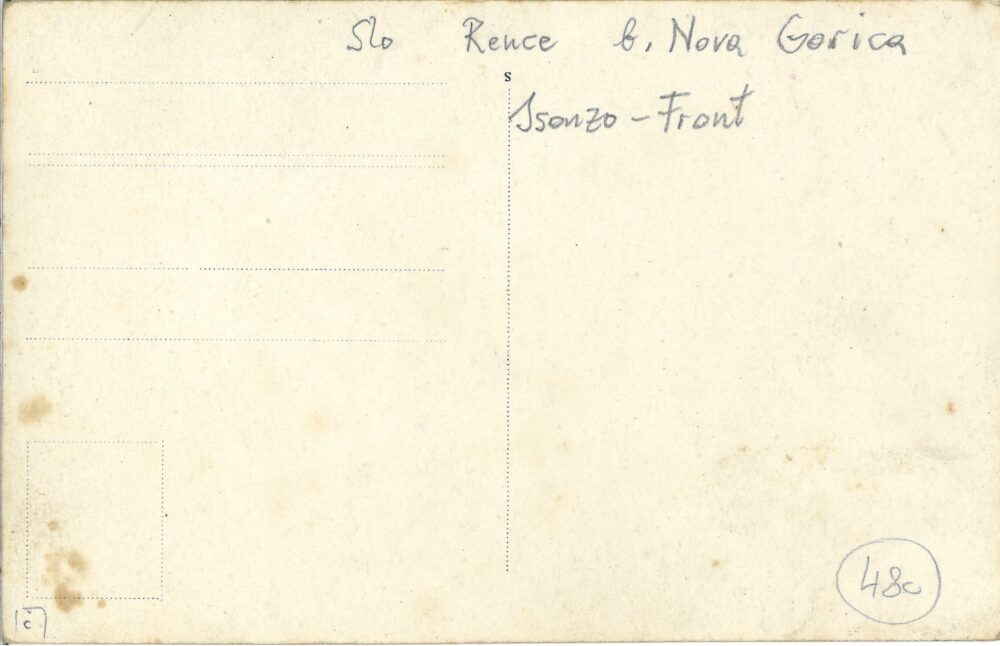 Slo Rence b. Nova Gorica
S
Isonzo-Front
480
c